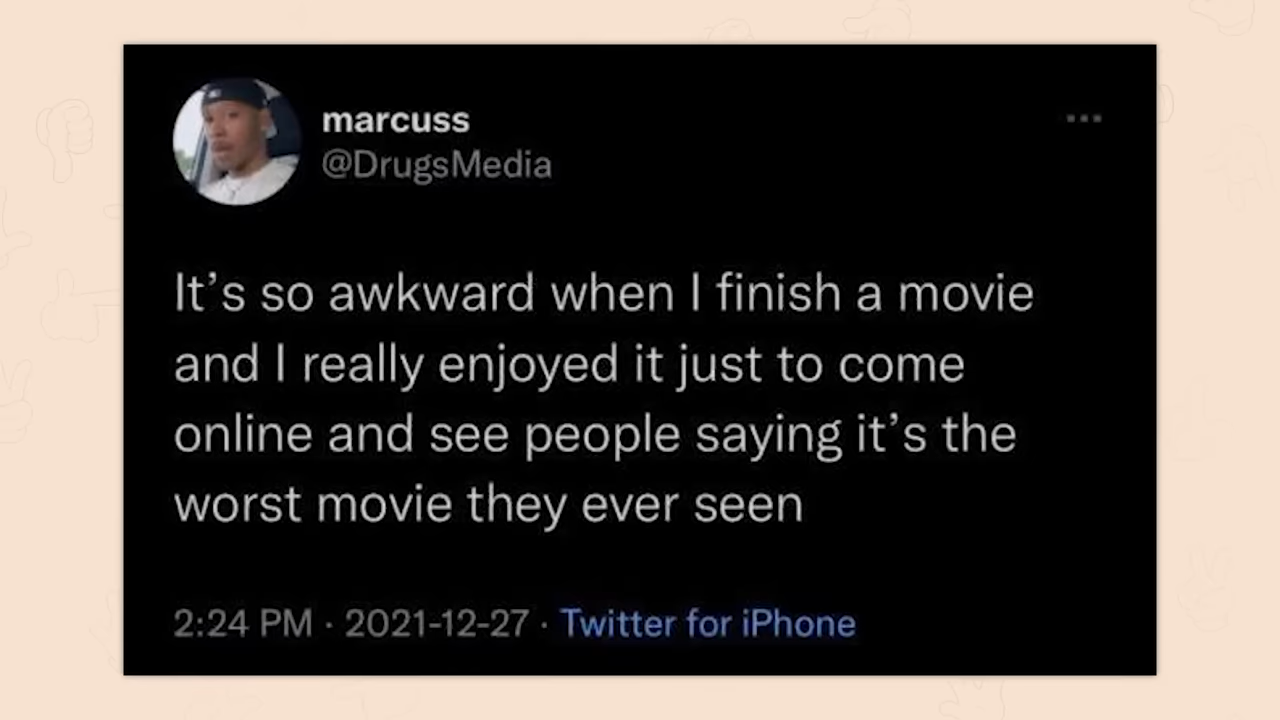 marcuss
@DrugsMedia
It’s so awkward when I finish a movie
and I really enjoyed it just to come
online and see people saying it’s the
worst movie they ever seen
2:24 PM · 2021-12-27 · Twitter for iPhone